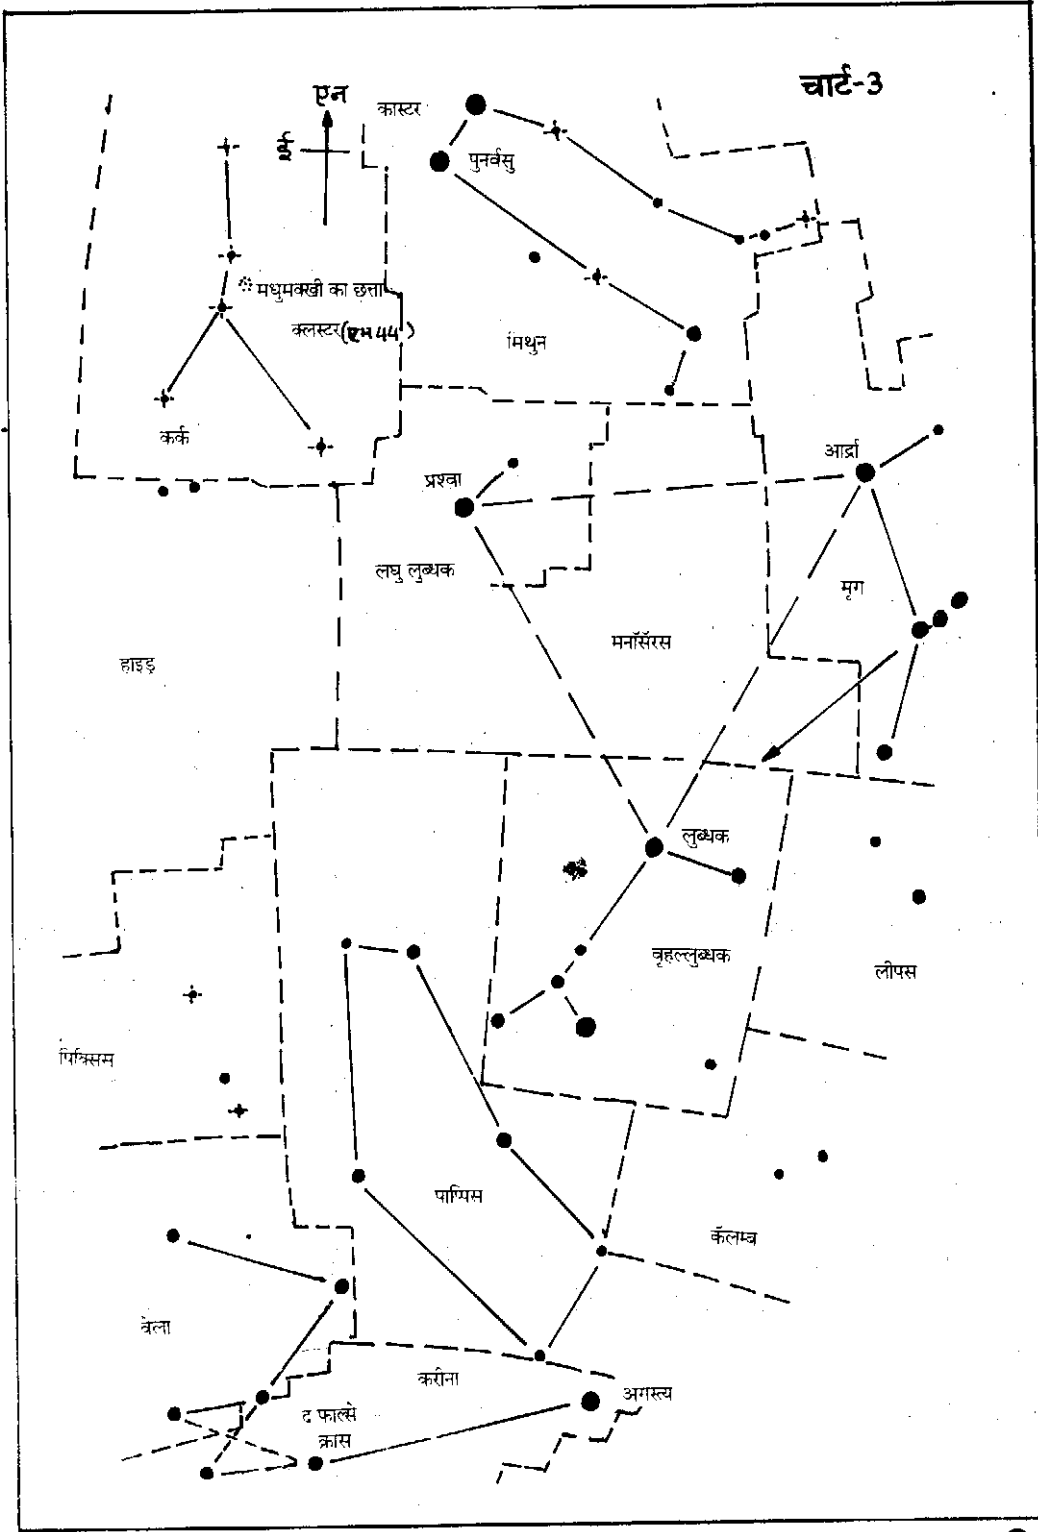 चार्ट-3
एन
ई
कास्टर
पुनर्वसु
मधुमक्खी का छत्ता
क्लस्टर (एम 44)
मिथुन
कर्क
आर्द्रा
प्रश्वा
लघु लुब्धक
मृग
मनॉसॅरस
हाइड्र
लुब्धक
वृहल्लुब्धक
लीपस
पिक्सिस
पाप्पिस
कॅलम्ब
वेला
करीना
अगस्त्य
द फाल्से
क्रास